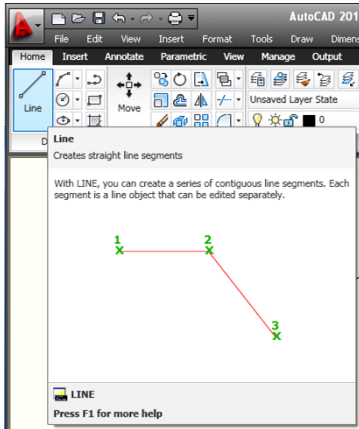 AutoCAD 201
File Edit View Insert Format Tools Draw Dimens
Home Insert Annotate Parametric View Manage Output
Line
Move
Unsaved Layer State
0
D
Line
Creates straight line segments
With LINE, you can create a series of contiguous line segments. Each
segment is a line object that can be edited separately.
1 2
3
LINE
Press F1 for more help